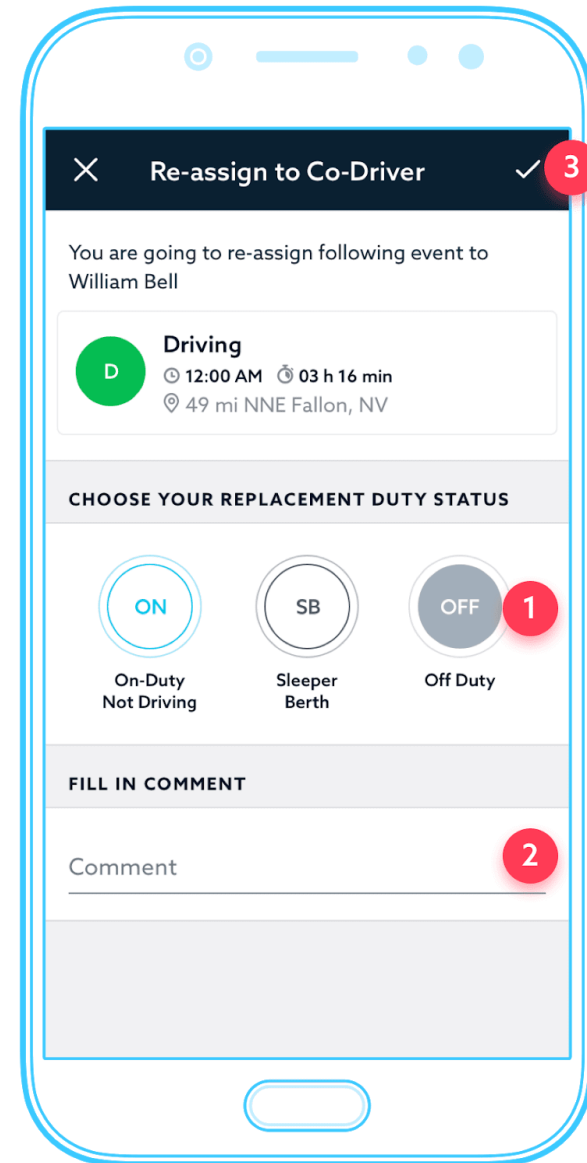 Re-assign to Co-Driver
3
You are going to re-assign following event to
William Bell
D
Driving
12:00 AM 03 h 16 min
49 mi NNE Fallon, NV
CHOOSE YOUR REPLACEMENT DUTY STATUS
ON
SB
OFF
1
On-Duty
Not Driving
Sleeper
Berth
Off Duty
FILL IN COMMENT
Comment
2